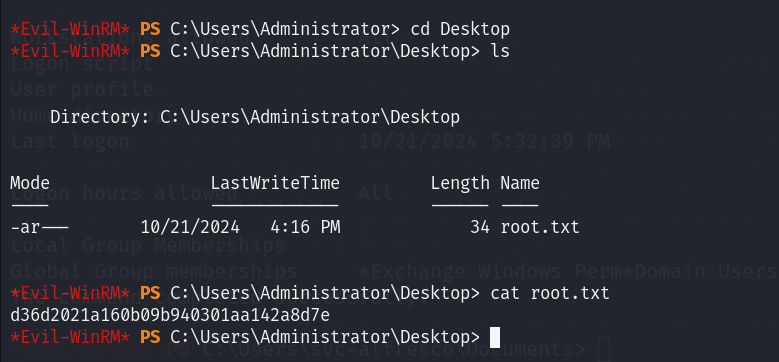 *Evil-WinRM* PS C:\Users\Administrator> cd Desktop
*Evil-WinRM* PS C:\Users\Administrator\Desktop> ls
Logon script
User profile
Directory: C:\Users\Administrator\Desktop
Last logon 10/21/2024 5:32:39 PM
Mode LastWriteTime Length Name
Logon hours allowed All
---- ------------- ------ ----
-ar--- 10/21/2024 4:16 PM 34 root.txt
Local Group Memberships
Global Group memberships *Exchange Windows Perm*Domain Users
*Evil-WinRM* PS C:\Users\Administrator\Desktop> cat root.txt
d36d2021a160b09b940301aa142a8d7e
*Evil-WinRM* PS C:\Users\Administrator\Desktop>
PS C:\Users\svc-alfresco\Documents>